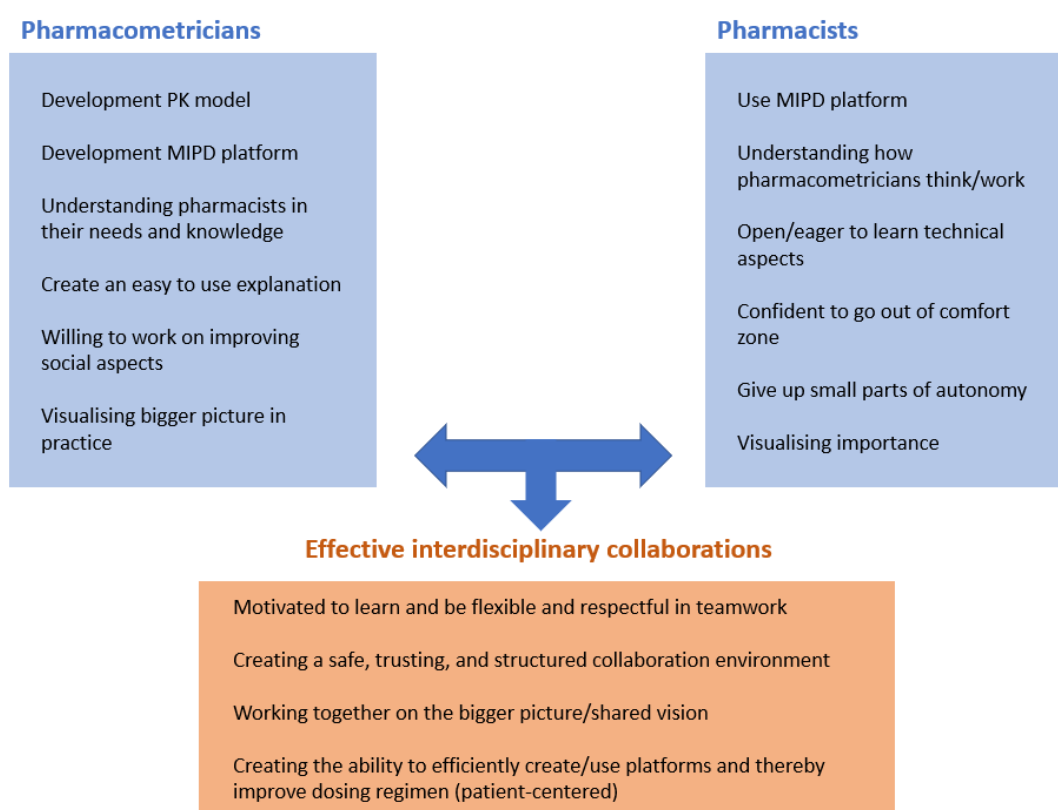 Pharmacometricians
Development PK model
Development MIPD platform
Understanding pharmacists in
their needs and knowledge
Create an easy to use explanation
Willing to work on improving
social aspects
Visualising bigger picture in
practice
Pharmacists
Use MIPD platform
Understanding how
pharmacometricians think/work
Open/eager to learn technical
aspects
Confident to go out of comfort
zone
Give up small parts of autonomy
Visualising importance
Effective interdisciplinary collaborations
Motivated to learn and be flexible and respectful in teamwork
Creating a safe, trusting, and structured collaboration environment
Working together on the bigger picture/shared vision
Creating the ability to efficiently create/use platforms and thereby
improve dosing regimen (patient-centered)